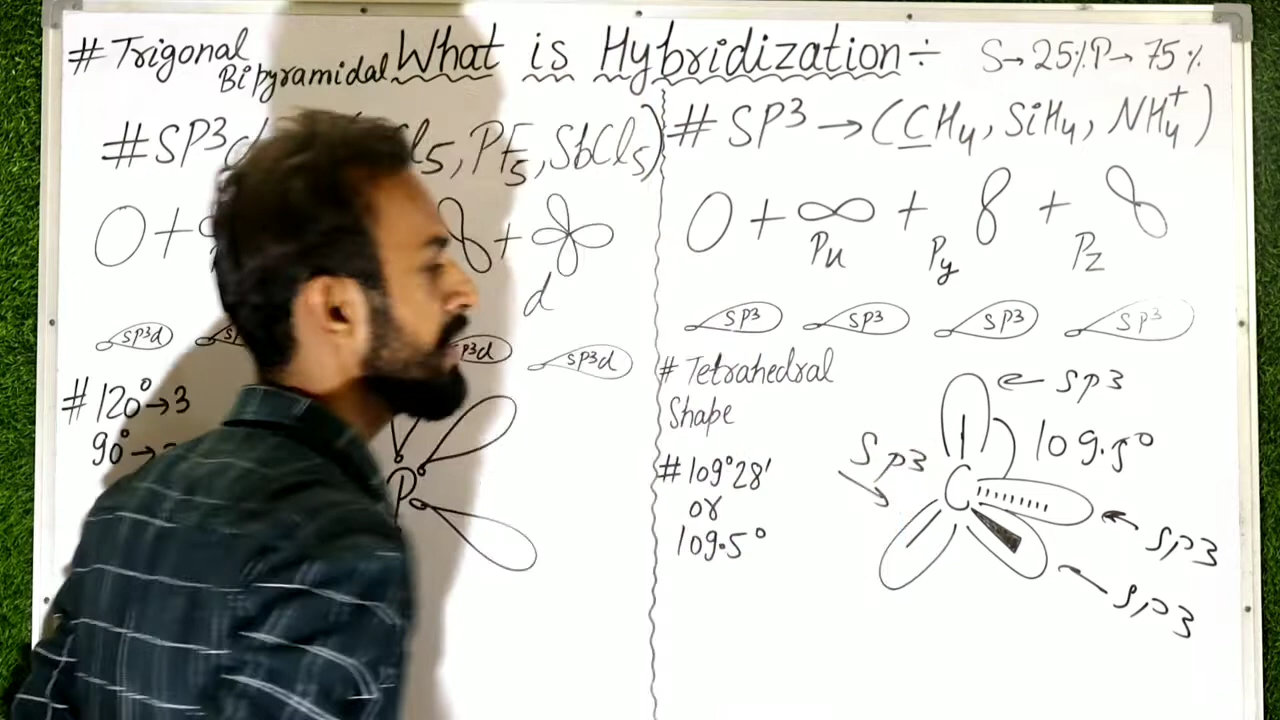 # Trigonal
Bipyramidal
What is Hybridization ÷
S→25% P→75%
#SP3d
l5, PF5, SbCl5)
+
+
d
sp3d
p3d
sp3d
# 120°→3
90°→
P
# SP3 → (CH4, SiH4, NH4+)
+ + +
Px
Py
Pz
sp3 sp3 sp3 sp3
# Tetrahedral
Shape
# 109°28'
or
109.5°
← sp3
109.5°
sp3
C
sp3
sp3